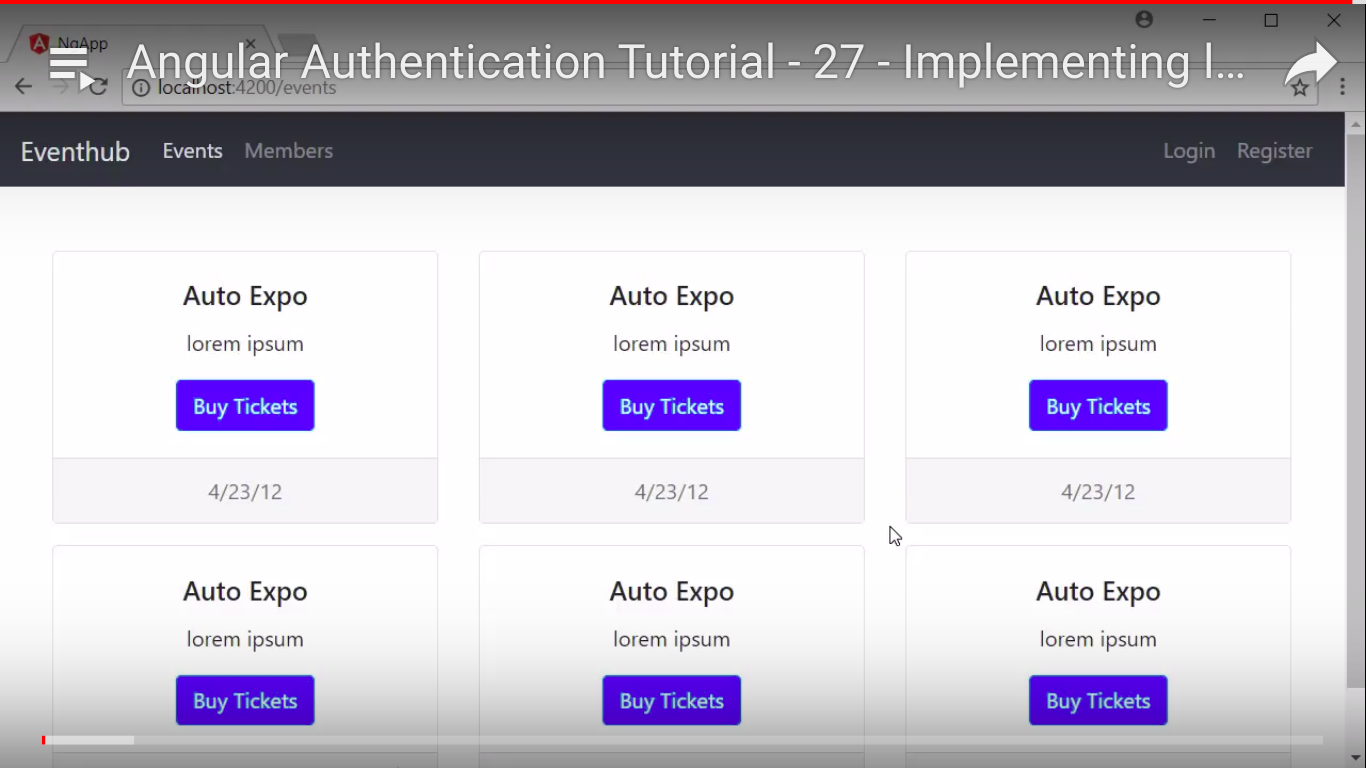 NgApp
Angular Authentication Tutorial - 27 - Implementing l...
localhost:4200/events
Eventhub Events Members Login Register
Auto Expo Auto Expo Auto Expo
lorem ipsum lorem ipsum lorem ipsum
Buy Tickets Buy Tickets Buy Tickets
4/23/12 4/23/12 4/23/12
Auto Expo Auto Expo Auto Expo
lorem ipsum lorem ipsum lorem ipsum
Buy Tickets Buy Tickets Buy Tickets